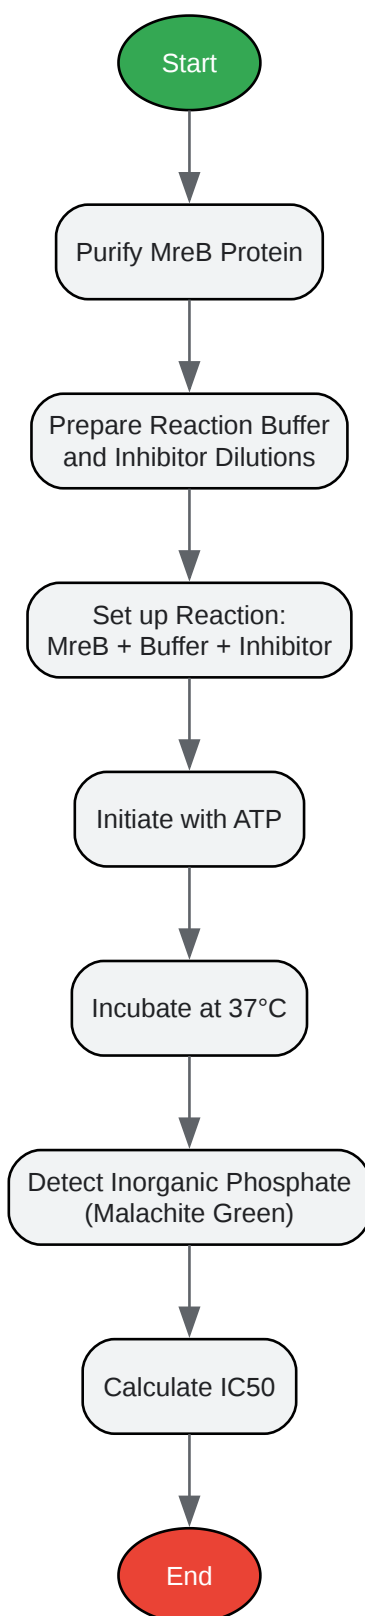 Start
Purify MreB Protein
Prepare Reaction Buffer
and Inhibitor Dilutions
Set up Reaction:
MreB + Buffer + Inhibitor
Initiate with ATP
Incubate at 37°C
Detect Inorganic Phosphate
(Malachite Green)
Calculate IC50
End